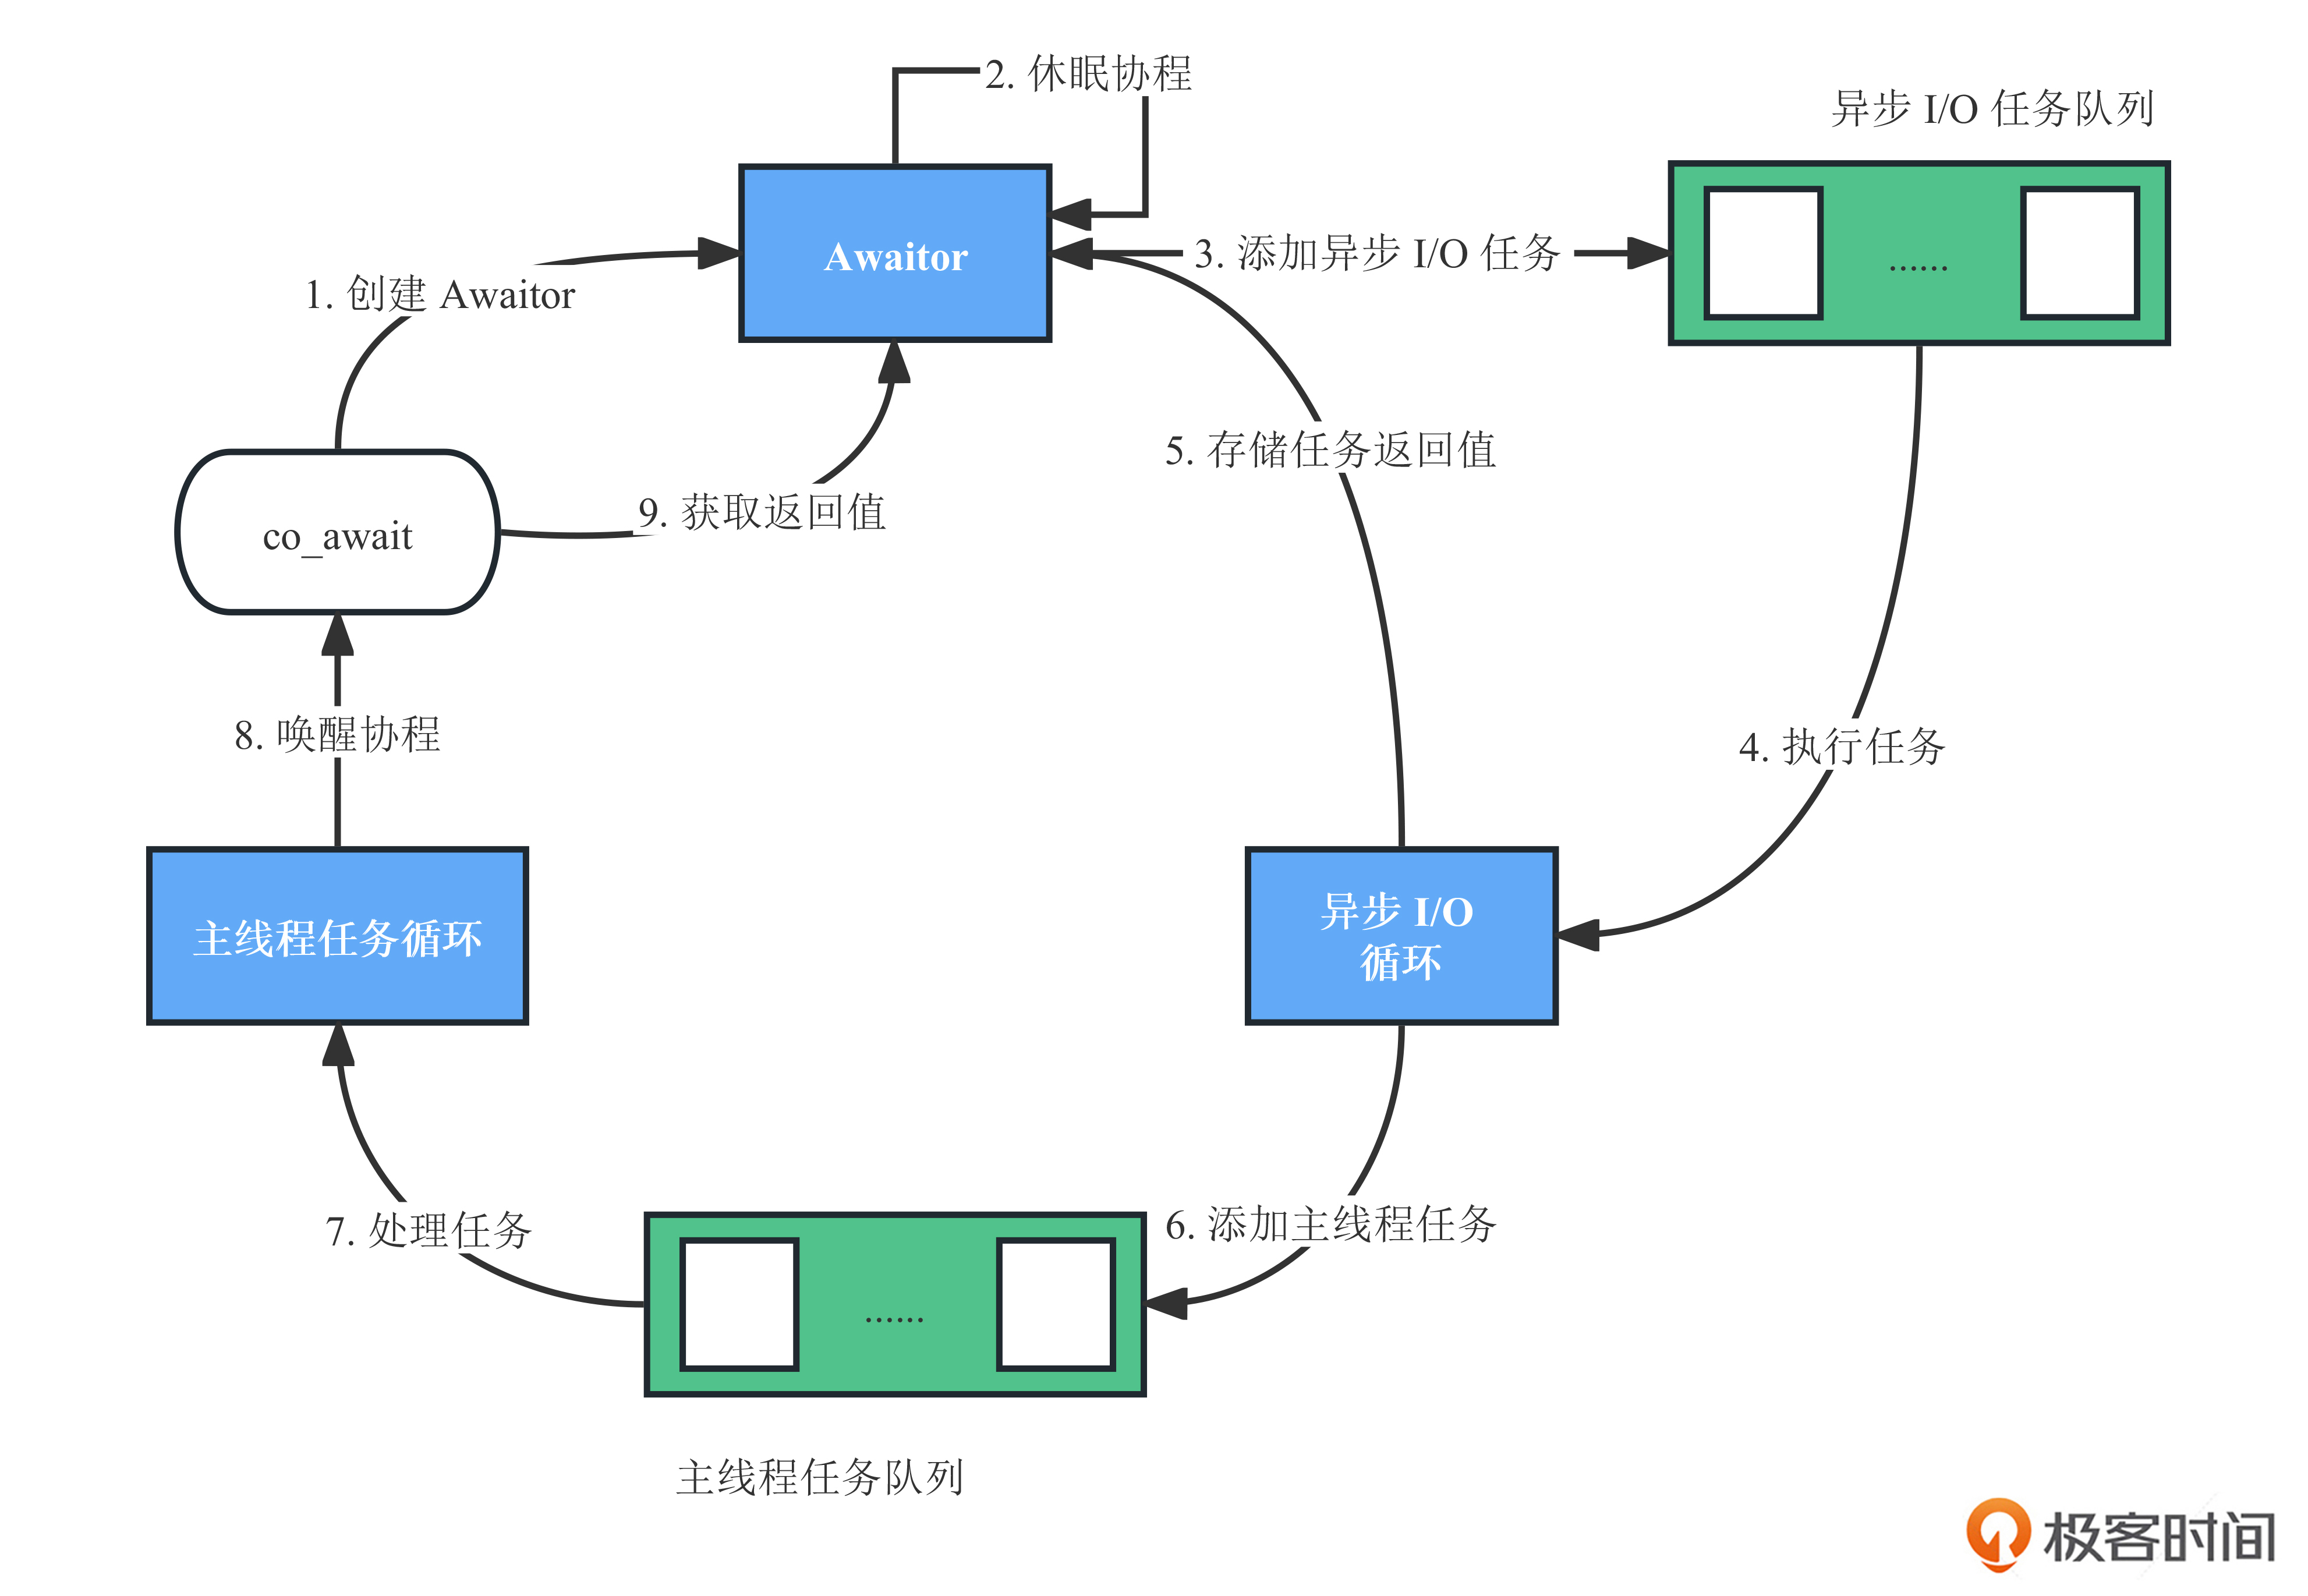 2. 休眠协程
异步 I/O 任务队列
Awaitor
3. 添加异步 I/O 任务
......
1. 创建 Awaitor
5. 存储任务返回值
9. 获取返回值
co_await
8. 唤醒协程
4. 执行任务
主线程任务循环
异步 I/O
循环
7. 处理任务
6. 添加主线程任务
......
主线程任务队列
极客时间